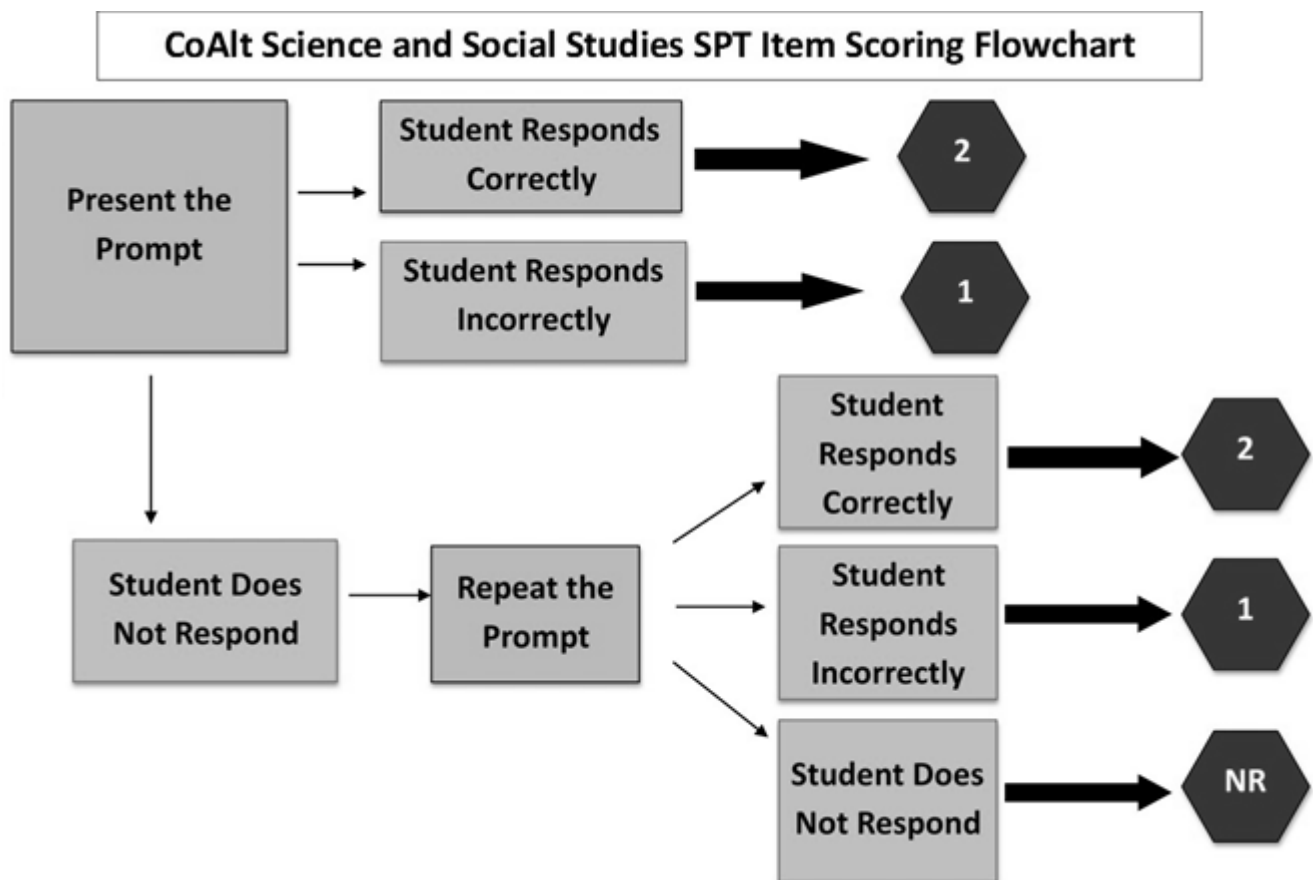 CoAlt Science and Social Studies SPT Item Scoring Flowchart
Present the
Prompt
Student Responds
Correctly
2
Student Responds
Incorrectly
1
Student Does
Not Respond
Repeat the
Prompt
Student
Responds
Correctly
2
Student
Responds
Incorrectly
1
Student Does
Not Respond
NR